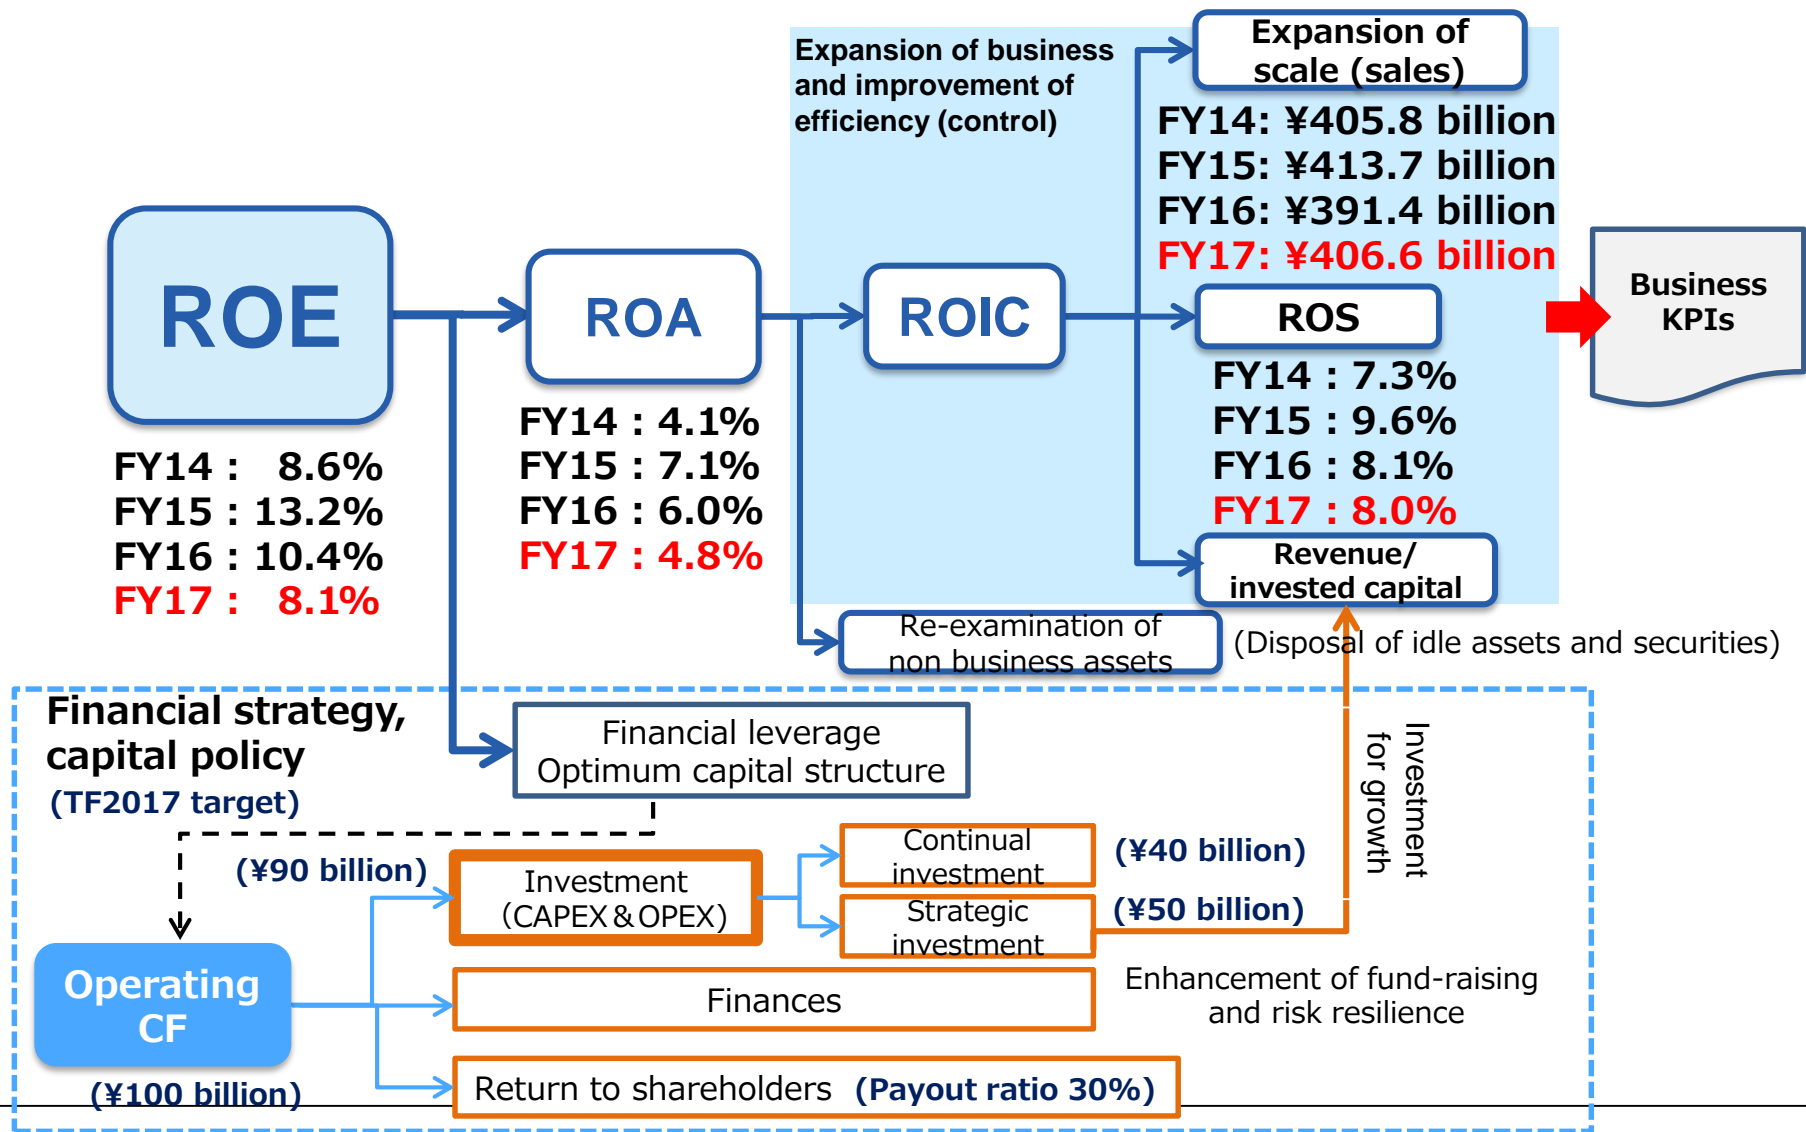 Expansion of business
and improvement of
efficiency (control)
Expansion of
scale (sales)
FY14: ¥405.8 billion
FY15: ¥413.7 billion
FY16: ¥391.4 billion
FY17: ¥406.6 billion
ROE
FY14 : 8.6%
FY15 : 13.2%
FY16 : 10.4%
FY17 : 8.1%
ROA
FY14 : 4.1%
FY15 : 7.1%
FY16 : 6.0%
FY17 : 4.8%
ROIC
ROS
FY14 : 7.3%
FY15 : 9.6%
FY16 : 8.1%
FY17 : 8.0%
Business
KPIs
Revenue/
invested capital
Re-examination of
non business assets
(Disposal of idle assets and securities)
Financial strategy,
capital policy
(TF2017 target)
Financial leverage
Optimum capital structure
Investment
for growth
(¥90 billion)
Investment
(CAPEX＆OPEX)
Continual
investment
(¥40 billion)
Strategic
investment
(¥50 billion)
Operating
CF
(¥100 billion)
Finances
Enhancement of fund-raising
and risk resilience
Return to shareholders (Payout ratio 30%)